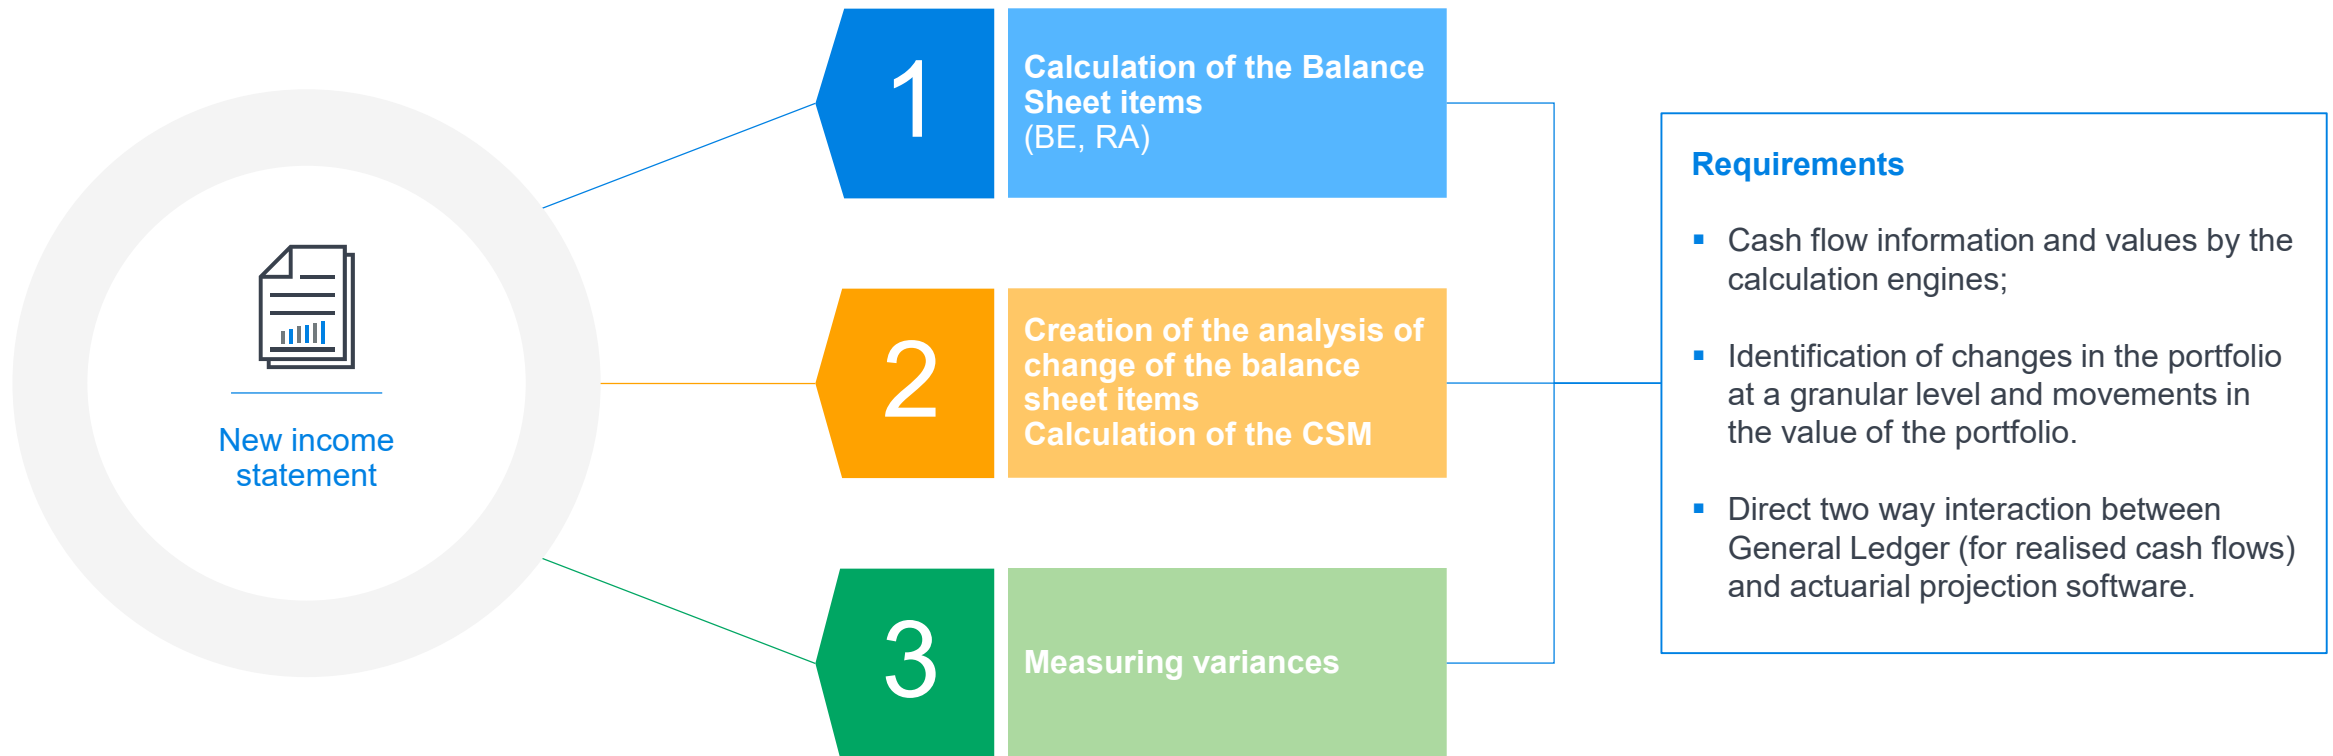 New income
statement
1
Calculation of the Balance
Sheet items
(BE, RA)
2
Creation of the analysis of
change of the balance
sheet items
Calculation of the CSM
3
Measuring variances
Requirements
▪ Cash flow information and values by the
calculation engines;
▪ Identification of changes in the portfolio
at a granular level and movements in
the value of the portfolio.
▪ Direct two way interaction between
General Ledger (for realised cash flows)
and actuarial projection software.